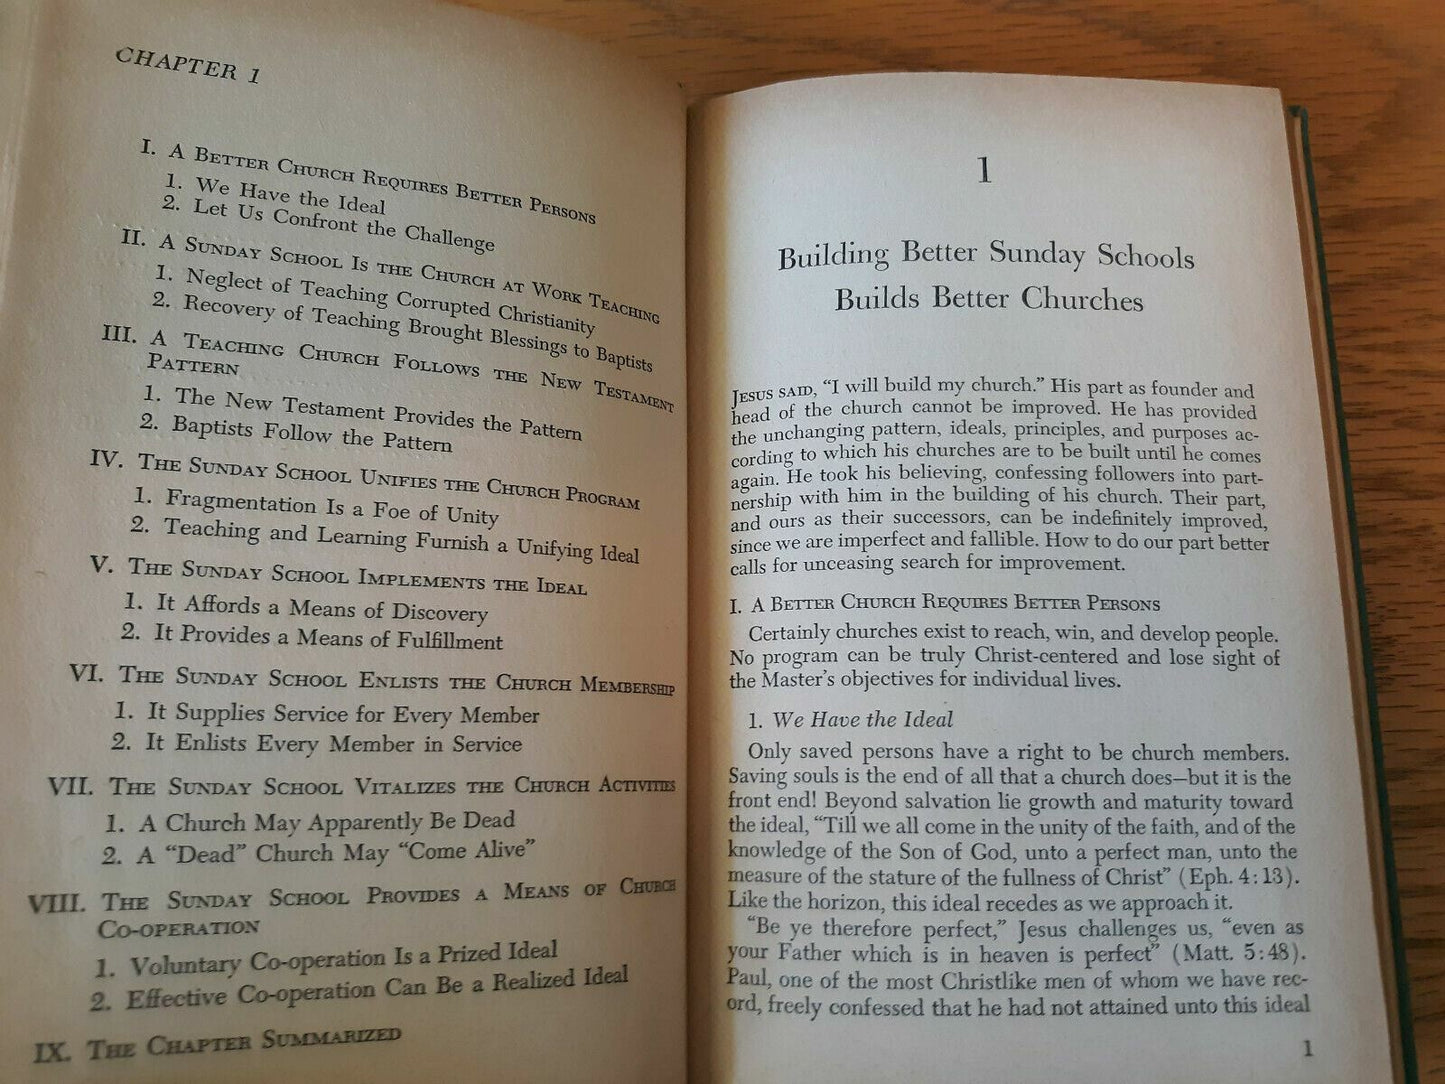 CHAPTER 1
I. A Better Church Requires Better Persons
1. We Have the Ideal
2. Let Us Confront the Challenge
II. A Sunday School Is the Church at Work Teaching
1. Neglect of Teaching Corrupted Christianity
2. Recovery of Teaching Brought Blessings to Baptists
III. A Teaching Church Follows the New Testament
Pattern
1. The New Testament Provides the Pattern
2. Baptists Follow the Pattern
IV. The Sunday School Unifies the Church Program
1. Fragmentation Is a Foe of Unity
2. Teaching and Learning Furnish a Unifying Ideal
V. The Sunday School Implements the Ideal
1. It Affords a Means of Discovery
2. It Provides a Means of Fulfillment
VI. The Sunday School Enlists the Church Membership
1. It Supplies Service for Every Member
2. It Enlists Every Member in Service
VII. The Sunday School Vitalizes the Church Activities
1. A Church May Apparently Be Dead
2. A "Dead" Church May "Come Alive"
VIII. The Sunday School Provides a Means of Church
Co-operation
1. Voluntary Co-operation Is a Prized Ideal
2. Effective Co-operation Can Be a Realized Ideal
IX. The Chapter Summarized
1
Building Better Sunday Schools
Builds Better Churches
Jesus said, "I will build my church." His part as founder and
head of the church cannot be improved. He has provided
the unchanging pattern, ideals, principles, and purposes ac-
cording to which his churches are to be built until he comes
again. He took his believing, confessing followers into part-
nership with him in the building of his church. Their part,
and ours as their successors, can be indefinitely improved,
since we are imperfect and fallible. How to do our part better
calls for unceasing search for improvement.
I. A Better Church Requires Better Persons
Certainly churches exist to reach, win, and develop people.
No program can be truly Christ-centered and lose sight of
the Master's objectives for individual lives.
1. We Have the Ideal
Only saved persons have a right to be church members.
Saving souls is the end of all that a church does—but it is the
front end! Beyond salvation lie growth and maturity toward
the ideal, "Till we all come in the unity of the faith, and of the
knowledge of the Son of God, unto a perfect man, unto the
measure of the stature of the fullness of Christ" (Eph. 4:13).
Like the horizon, this ideal recedes as we approach it.
"Be ye therefore perfect," Jesus challenges us, "even as
your Father which is in heaven is perfect" (Matt. 5:48).
Paul, one of the most Christlike men of whom we have rec-
ord, freely confessed that he had not attained unto this ideal
1